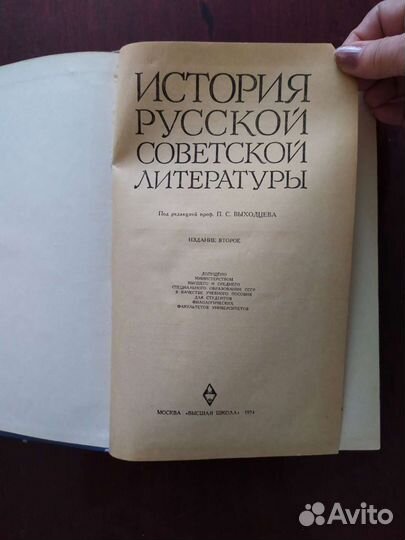 ИСТОРИЯ
РУССКОЙ
СОВЕТСКОЙ
ЛИТЕРАТУРЫ
Под редакцией проф. П. С. ВЫХОДЦЕВА
ИЗДАНИЕ ВТОРОЕ
ДОПУЩЕНО
МИНИСТЕРСТВОМ
ВЫСШЕГО И СРЕДНЕГО
СПЕЦИАЛЬНОГО ОБРАЗОВАНИЯ СССР
В КАЧЕСТВЕ УЧЕБНОГО ПОСОБИЯ
ДЛЯ СТУДЕНТОВ
ФИЛОЛОГИЧЕСКИХ
ФАКУЛЬТЕТОВ УНИВЕРСИТЕТОВ
МОСКВА «ВЫСШАЯ ШКОЛА» 1974
Avito